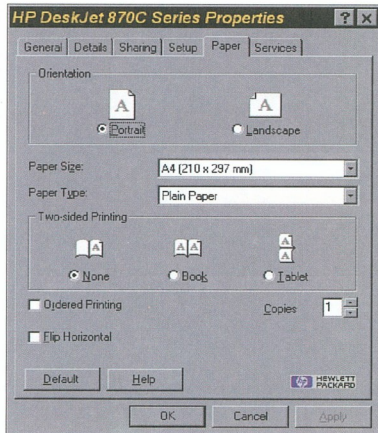 HP DeskJet 870C Series Properties ? ×
General Details Sharing Setup Paper Services
Orientation
A A
Portrait Landscape
Paper Size: A4 (210 x 297 mm)
Paper Type: Plain Paper
Two-sided Printing
A A A A A
None Book Tablet
Ordered Printing Copies 1
Flip Horizontal
Default Help hp HEWLETT PACKARD
OK Cancel Apply